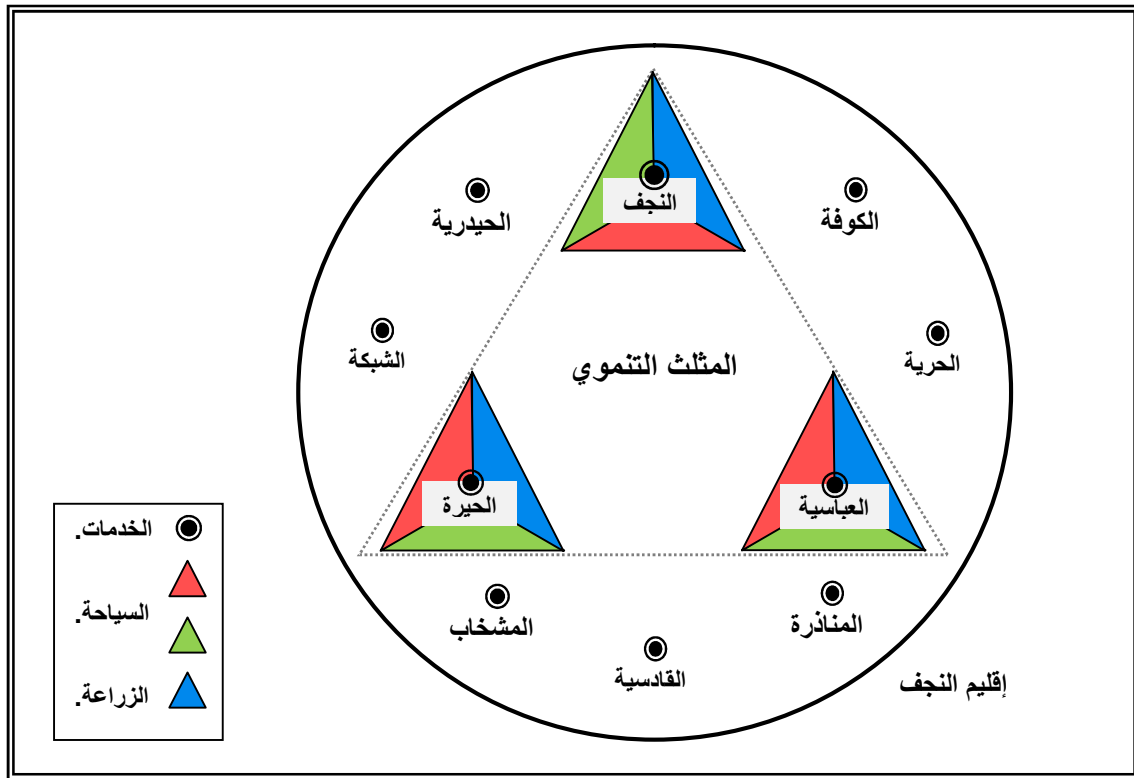 النجف
الحيدرية
الكوفة
الشبكة
الحرية
المثلث التنموي
الحيرة
العباسية
المشخاب
المناذرة
القادسية
إقليم النجف
الخدمات.
السياحة.
الزراعة.